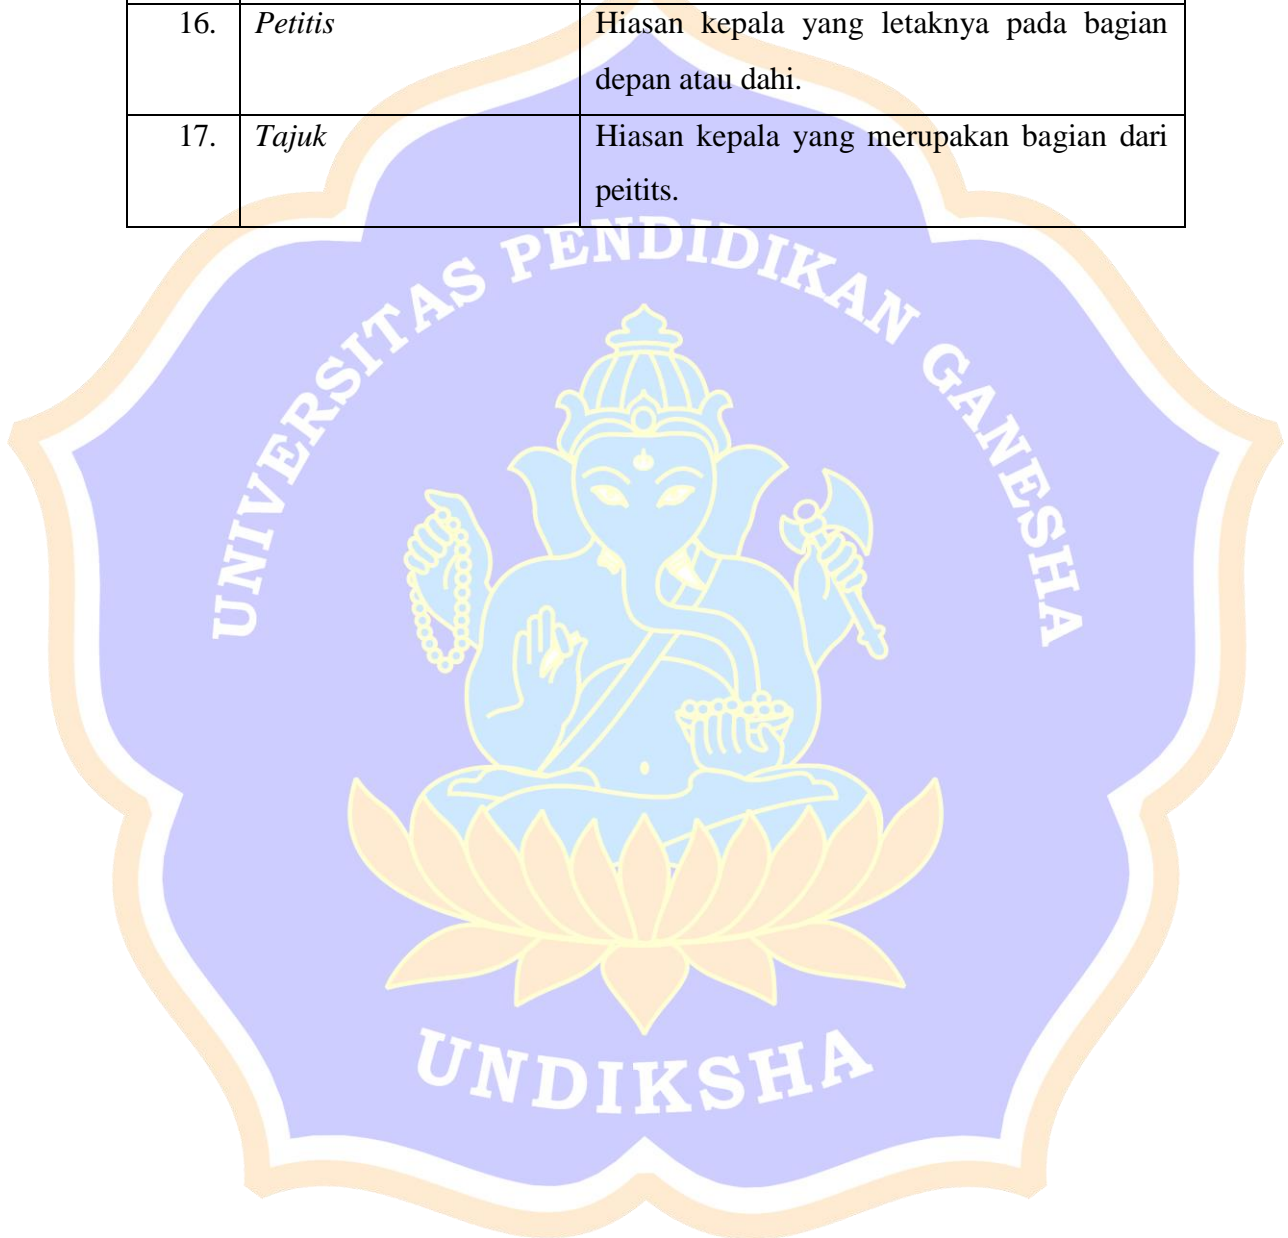 16. Petitis Hiasan kepala yang letaknya pada bagian
depan atau dahi.
17. Tajuk Hiasan kepala yang merupakan bagian dari
peitits.
UNIVERSITAS PENDIDIKAN GANESHA
UNDIKSHA